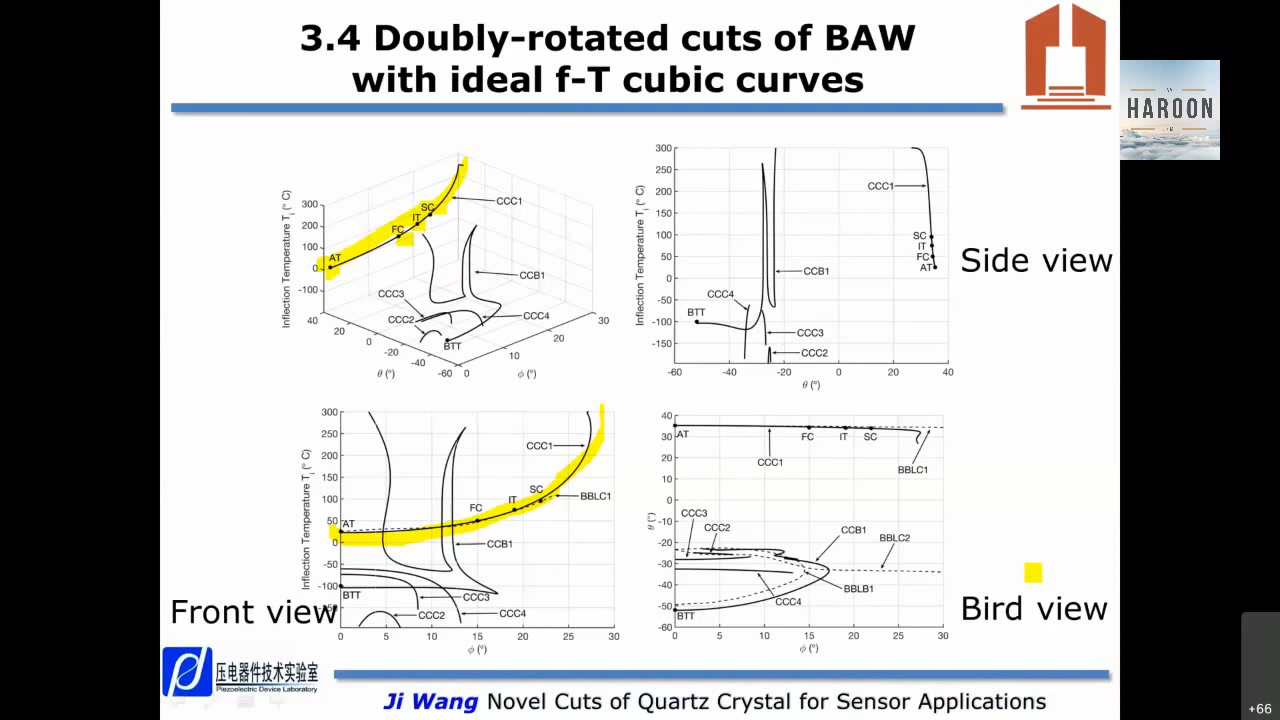 3.4 Doubly-rotated cuts of BAW
with ideal f-T cubic curves
HAROON
Inflection Temperature Tᵢ (° C)
300
200
100
0
-100
AT
FC
IT
SC
CCC1
CCB1
CCC3
CCC2
CCC4
BTT
40
20
0
-20
-40
-60
θ (°)
0
10
20
30
ϕ (°)
Inflection Temperature Tᵢ (° C)
300
250
200
150
100
50
0
-50
-100
-150
CCC1
SC
IT
FC
AT
CCB1
CCC4
BTT
CCC3
CCC2
-60
-40
-20
0
20
40
θ (°)
Side view
Inflection Temperature Tᵢ (° C)
300
250
200
150
100
50
0
-50
-100
-150
CCC1
SC
BBLC1
IT
FC
AT
CCB1
BTT
CCC3
CCC2
CCC4
0
5
10
15
20
25
30
ϕ (°)
Front view
θ (°)
40
30
20
10
0
-10
-20
-30
-40
-50
-60
AT
FC
IT
SC
CCC1
BBLC1
CCC3
CCC2
CCB1
BBLC2
BBLB1
CCC4
BTT
0
5
10
15
20
25
30
ϕ (°)
Bird view
压电器件技术实验室
Piezoelectric Device Laboratory
Ji Wang Novel Cuts of Quartz Crystal for Sensor Applications
+66